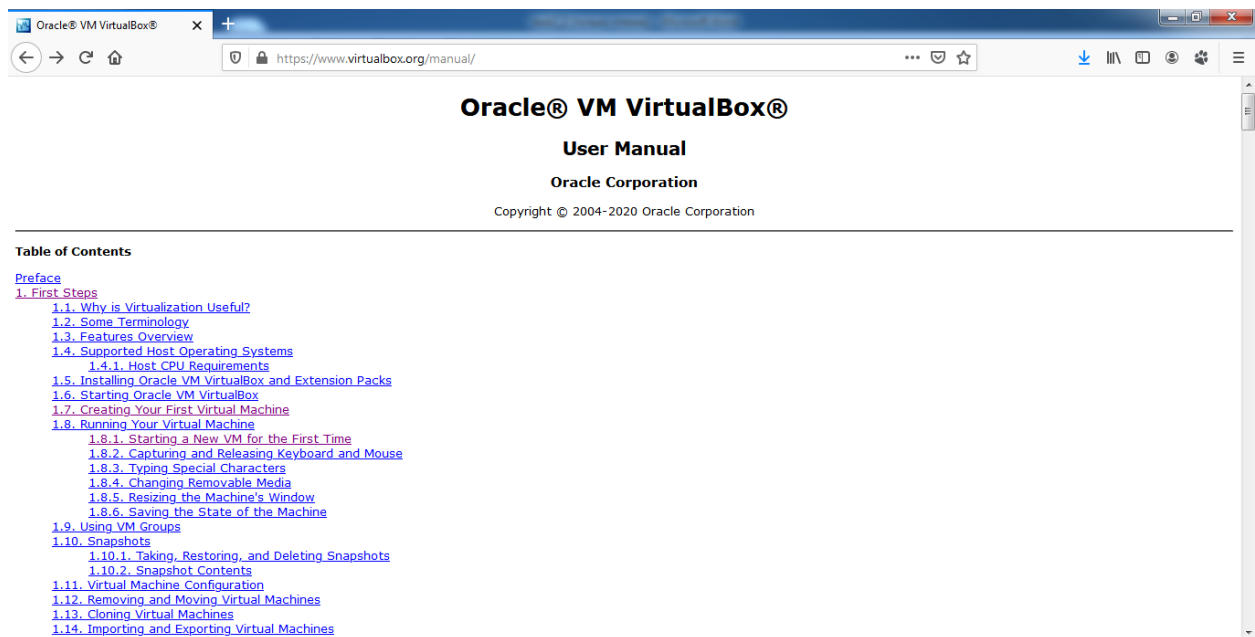 Oracle® VM VirtualBox®
https://www.virtualbox.org/manual/
Oracle® VM VirtualBox®
User Manual
Oracle Corporation
Copyright © 2004-2020 Oracle Corporation
Table of Contents
Preface
1. First Steps
1.1. Why is Virtualization Useful?
1.2. Some Terminology
1.3. Features Overview
1.4. Supported Host Operating Systems
1.4.1. Host CPU Requirements
1.5. Installing Oracle VM VirtualBox and Extension Packs
1.6. Starting Oracle VM VirtualBox
1.7. Creating Your First Virtual Machine
1.8. Running Your Virtual Machine
1.8.1. Starting a New VM for the First Time
1.8.2. Capturing and Releasing Keyboard and Mouse
1.8.3. Typing Special Characters
1.8.4. Changing Removable Media
1.8.5. Resizing the Machine's Window
1.8.6. Saving the State of the Machine
1.9. Using VM Groups
1.10. Snapshots
1.10.1. Taking, Restoring, and Deleting Snapshots
1.10.2. Snapshot Contents
1.11. Virtual Machine Configuration
1.12. Removing and Moving Virtual Machines
1.13. Cloning Virtual Machines
1.14. Importing and Exporting Virtual Machines